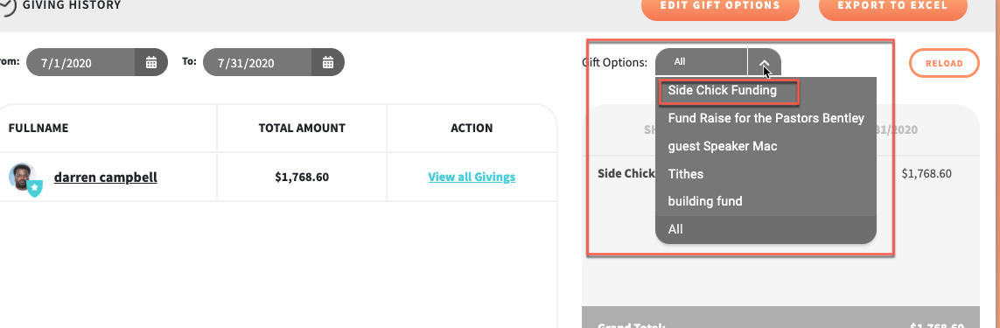 GIVING HISTORY
EDIT GIFT OPTIONS
EXPORT TO EXCEL
rom: 7/1/2020 To: 7/31/2020
Gift Options: All
RELOAD
Side Chick Funding
Fund Raise for the Pastors Bentley
guest Speaker Mac
Tithes
building fund
All
FULLNAME TOTAL AMOUNT ACTION
darren campbell $1,768.60 View all Givings
SH 31/2020
Side Chick $1,768.60
Grand Total: $1,768.60